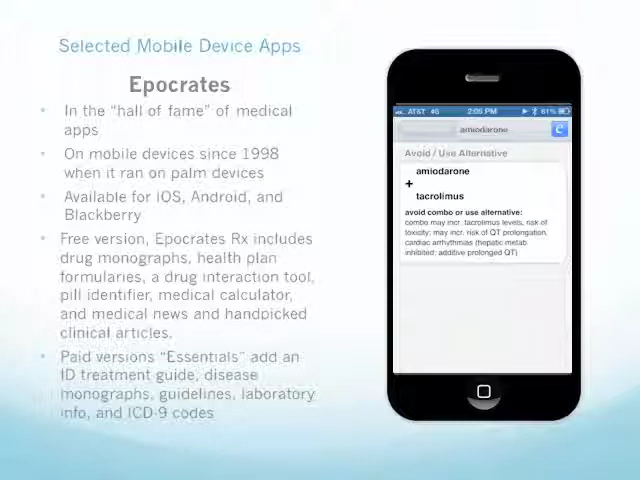 Selected Mobile Device Apps
Epocrates
• In the “hall of fame” of medical
apps
• On mobile devices since 1998
when it ran on palm devices
• Available for iOS, Android, and
Blackberry
• Free version, Epocrates Rx includes
drug monographs, health plan
formularies, a drug interaction tool,
pill identifier, medical calculator,
and medical news and handpicked
clinical articles.
• Paid versions “Essentials” add an
ID treatment guide, disease
monographs, guidelines, laboratory
info, and ICD-9 codes
AT&T 4G 2:05 PM 61%
amiodarone
Avoid / Use Alternative
amiodarone
+
tacrolimus
avoid combo or use alternative:
combo may incr. tacrolimus levels, risk of
toxicity; may incr. risk of QT prolongation,
cardiac arrhythmias (hepatic metab
inhibited; additive prolonged QT)